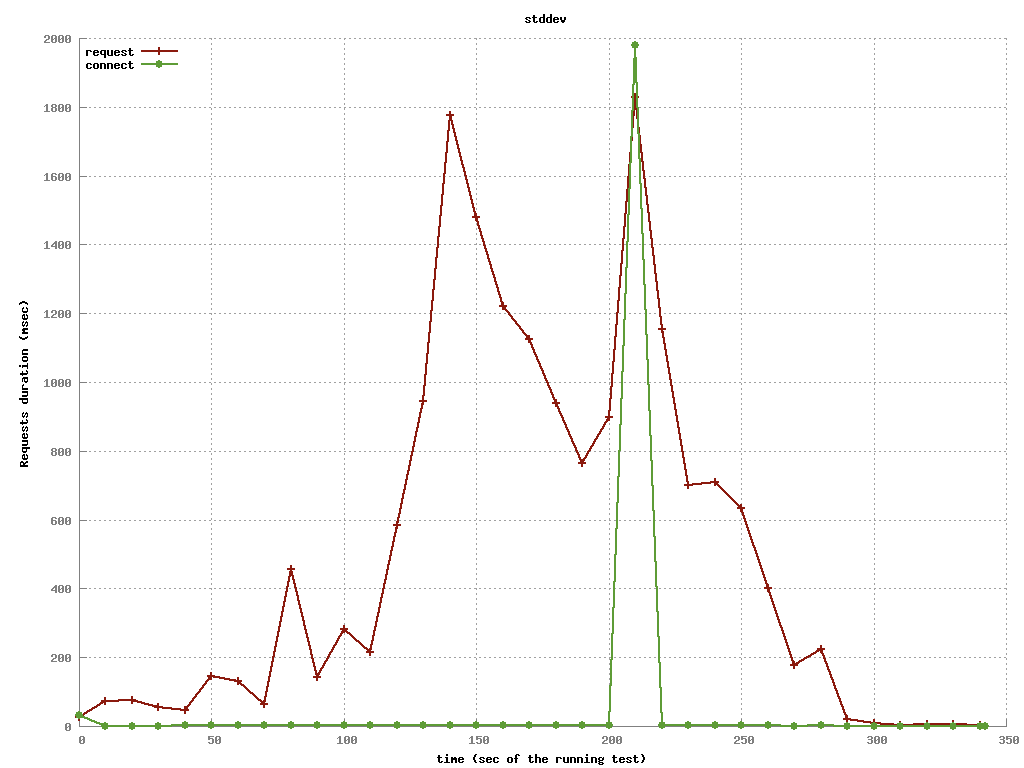 stddev
request
connect
2000
1800
1600
1400
1200
1000
800
600
400
200
0
Requests duration (msec)
0 50 100 150 200 250 300 350
time (sec of the running test)